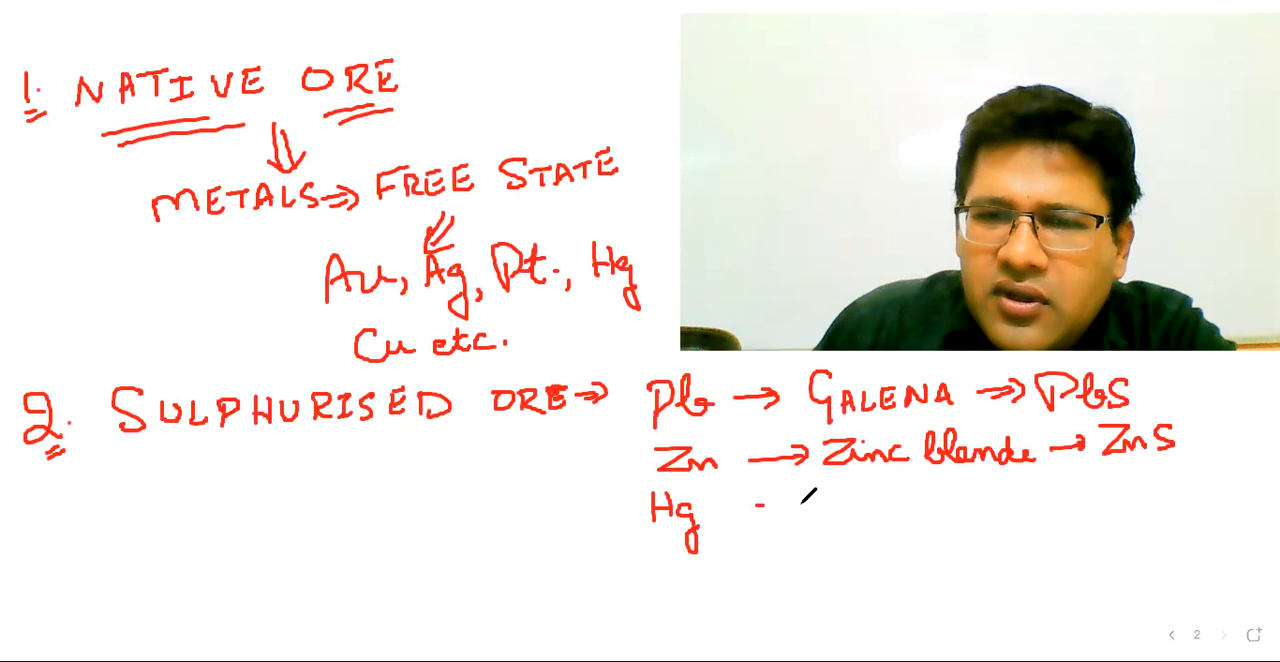 1. NATIVE ORE
METALS ⇒ FREE STATE
Au, Ag, Pt., Hg
Cu etc.
2. SULPHURISED ORE ⇒ Pb → GALENA ⇒ PbS
Zn → Zinc blende → ZnS
Hg -
2